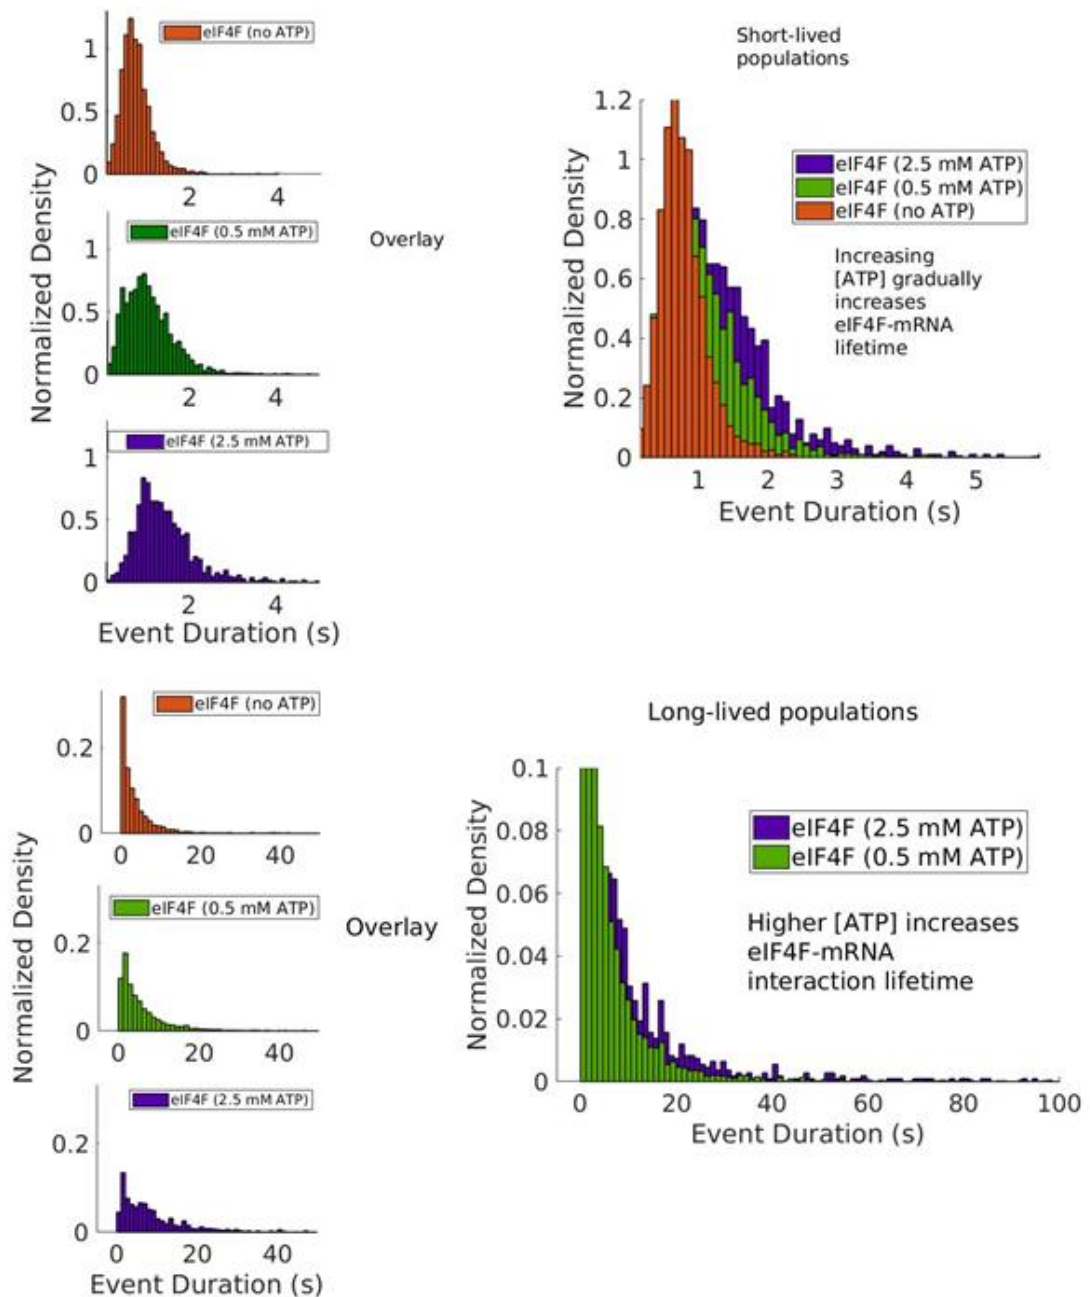 eIF4F (no ATP)
1
0.5
0
2 4
eIF4F (0.5 mM ATP)
1
0.5
0
2 4
eIF4F (2.5 mM ATP)
1
0.5
0
2 4
Normalized Density
Event Duration (s)
Overlay
Short-lived
populations
1.2
1
0.8
0.6
0.4
0.2
0
1 2 3 4 5
Normalized Density
Event Duration (s)
eIF4F (2.5 mM ATP)
eIF4F (0.5 mM ATP)
eIF4F (no ATP)
Increasing
[ATP] gradually
increases
eIF4F-mRNA
lifetime
eIF4F (no ATP)
0.2
0
0 20 40
eIF4F (0.5 mM ATP)
0.2
0
0 20 40
eIF4F (2.5 mM ATP)
0.2
0
0 20 40
Normalized Density
Event Duration (s)
Overlay
Long-lived populations
0.1
0.08
0.06
0.04
0.02
0
0 20 40 60 80 100
Normalized Density
Event Duration (s)
eIF4F (2.5 mM ATP)
eIF4F (0.5 mM ATP)
Higher [ATP] increases
eIF4F-mRNA
interaction lifetime